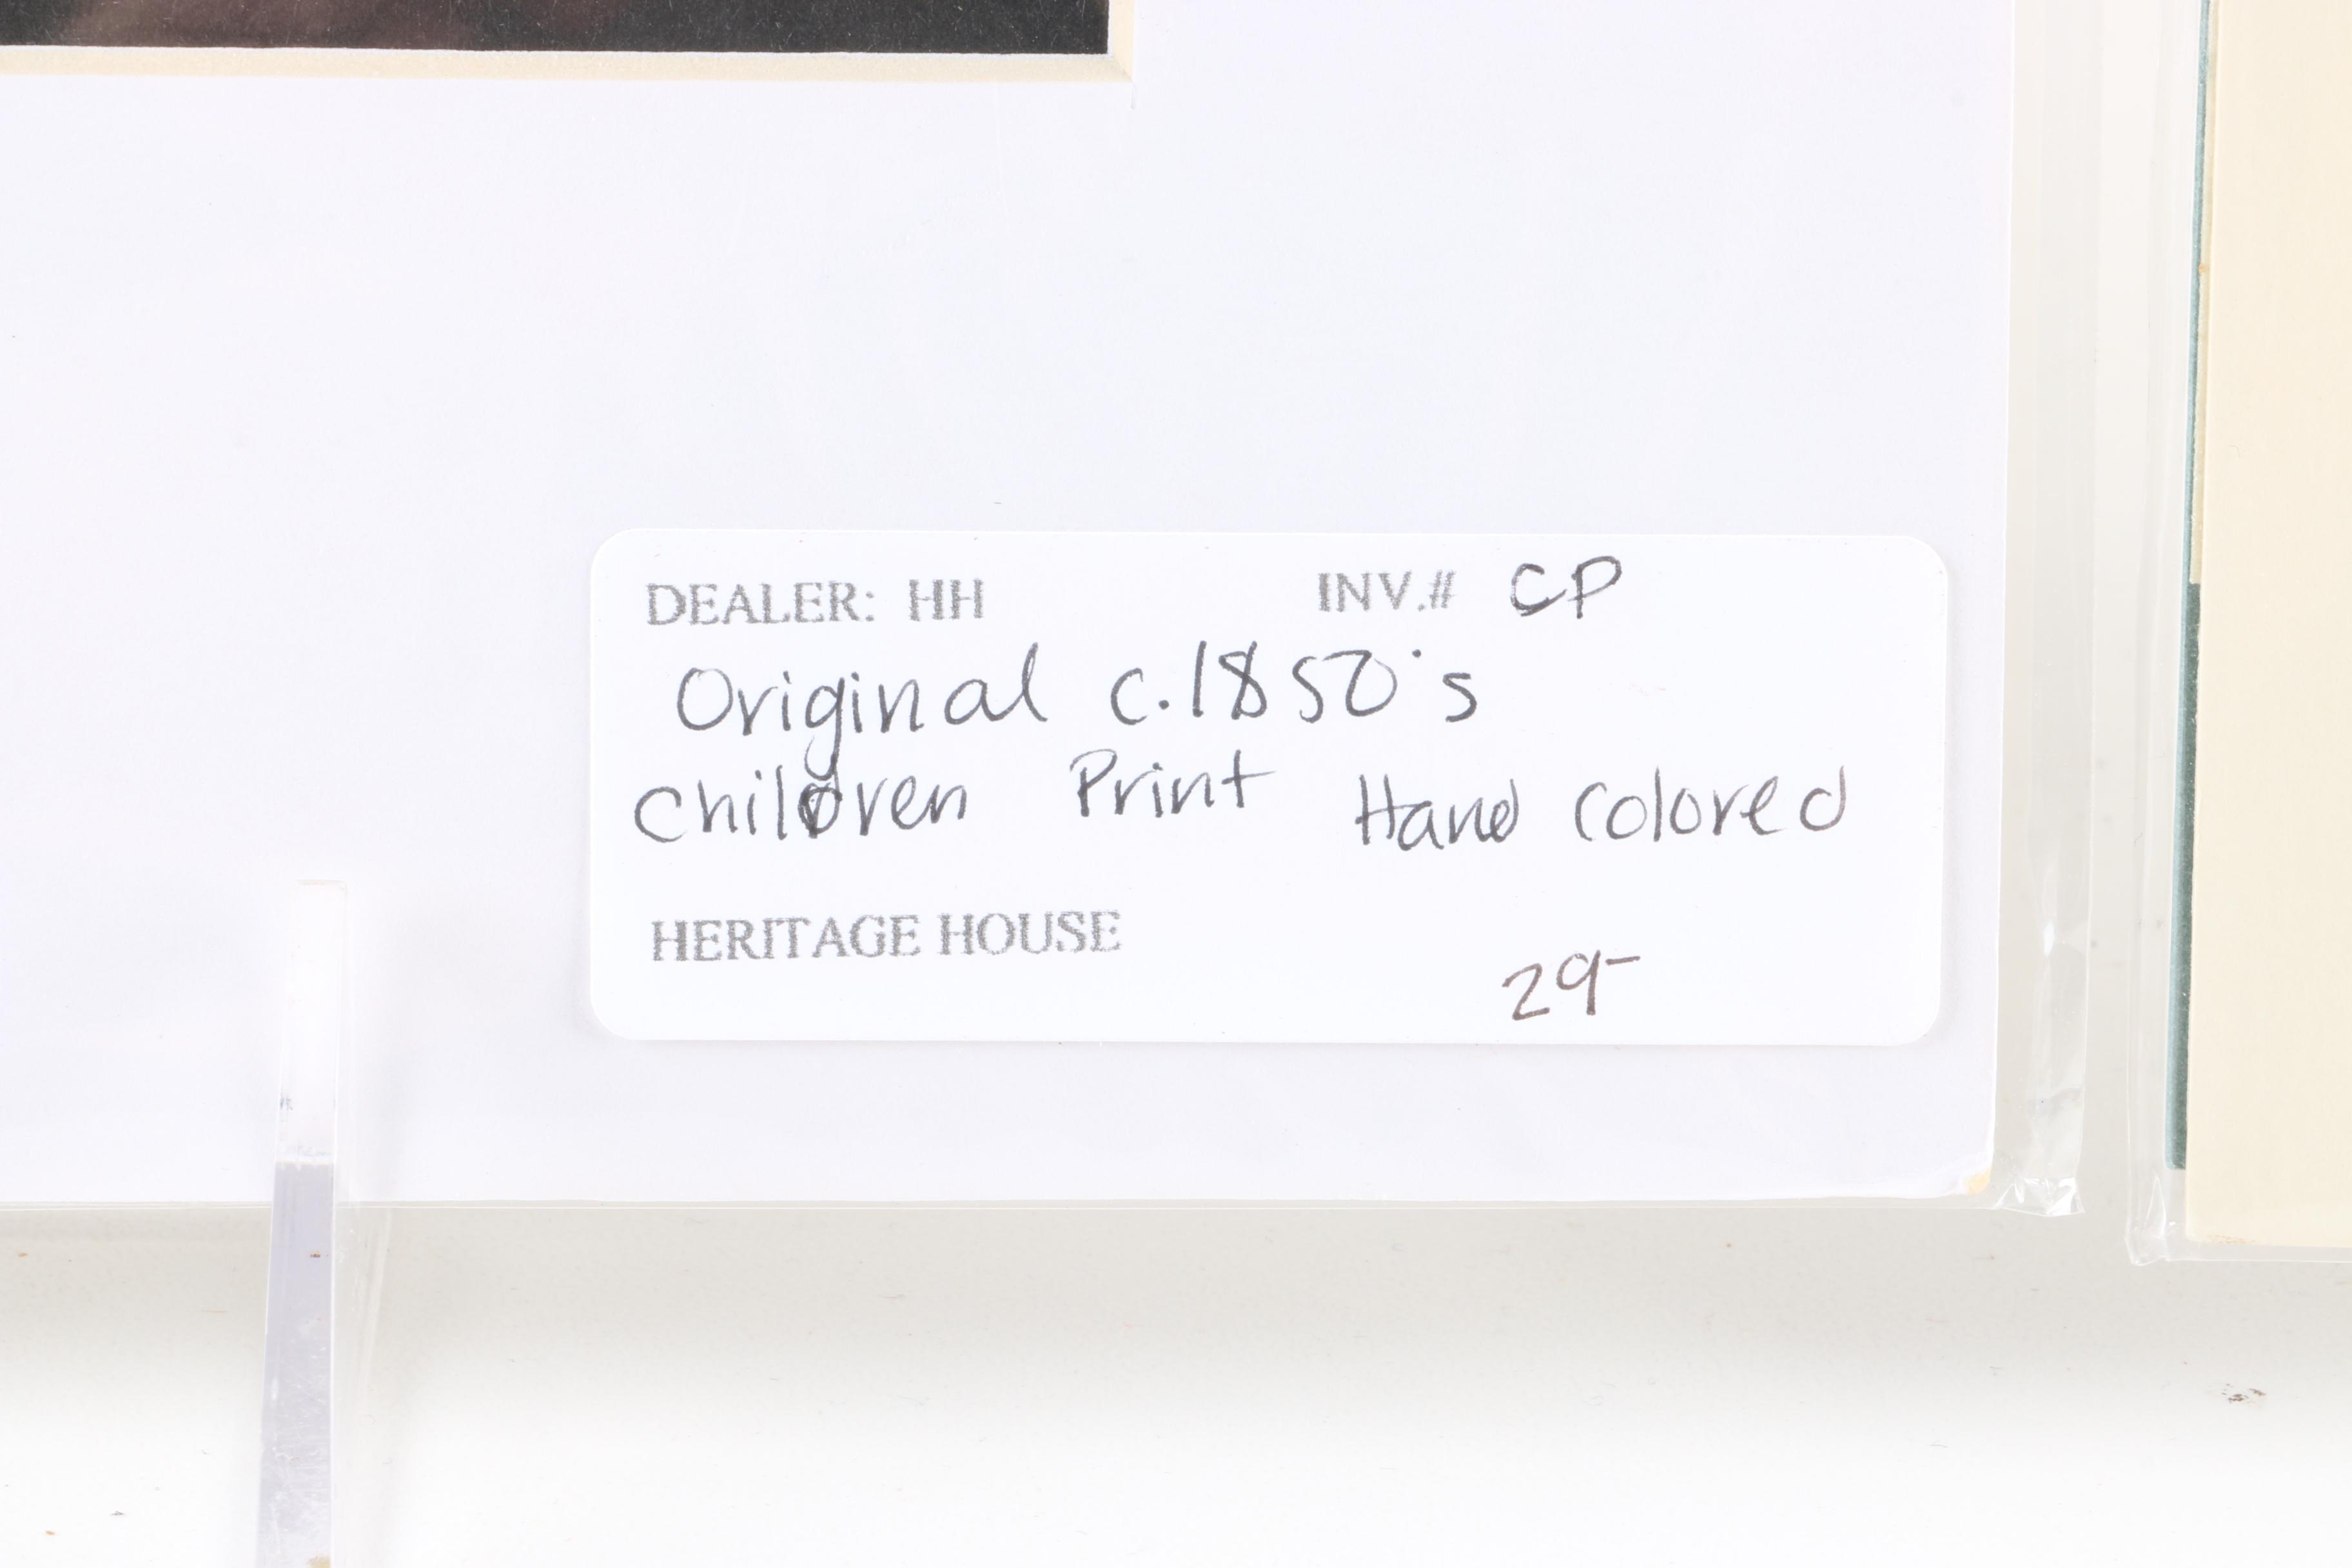 DEALER: HH INV.# CP
Original c.1850's
Children Print Hand Colored
HERITAGE HOUSE
29-